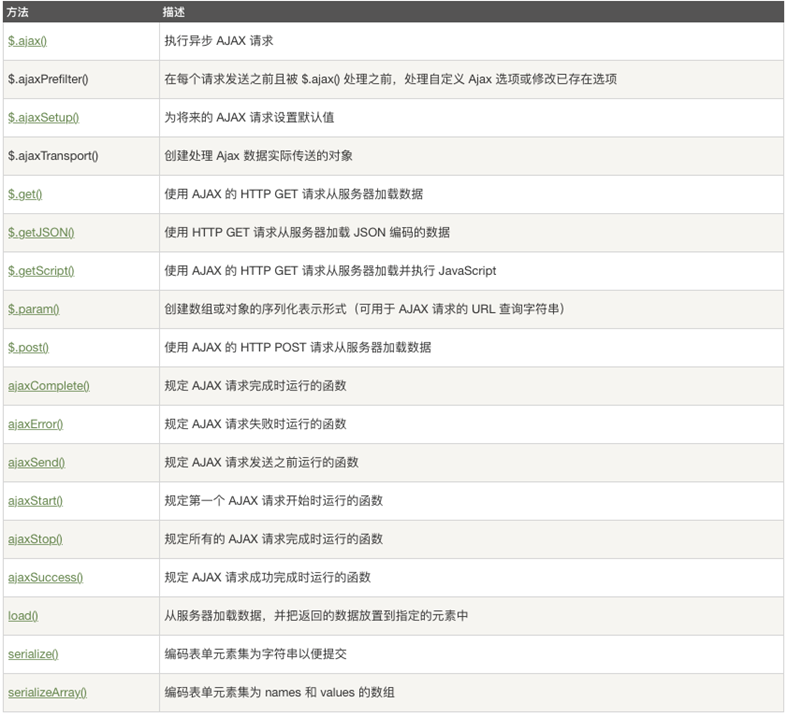 方法 描述
$.ajax() 执行异步 AJAX 请求
$.ajaxPrefilter() 在每个请求发送之前且被 $.ajax() 处理之前，处理自定义 Ajax 选项或修改已存在选项
$.ajaxSetup() 为将来的 AJAX 请求设置默认值
$.ajaxTransport() 创建处理 Ajax 数据实际传送的对象
$.get() 使用 AJAX 的 HTTP GET 请求从服务器加载数据
$.getJSON() 使用 HTTP GET 请求从服务器加载 JSON 编码的数据
$.getScript() 使用 AJAX 的 HTTP GET 请求从服务器加载并执行 JavaScript
$.param() 创建数组或对象的序列化表示形式（可用于 AJAX 请求的 URL 查询字符串）
$.post() 使用 AJAX 的 HTTP POST 请求从服务器加载数据
ajaxComplete() 规定 AJAX 请求完成时运行的函数
ajaxError() 规定 AJAX 请求失败时运行的函数
ajaxSend() 规定 AJAX 请求发送之前运行的函数
ajaxStart() 规定第一个 AJAX 请求开始时运行的函数
ajaxStop() 规定所有的 AJAX 请求完成时运行的函数
ajaxSuccess() 规定 AJAX 请求成功完成时运行的函数
load() 从服务器加载数据，并把返回的数据放置到指定的元素中
serialize() 编码表单元素集为字符串以便提交
serializeArray() 编码表单元素集为 names 和 values 的数组